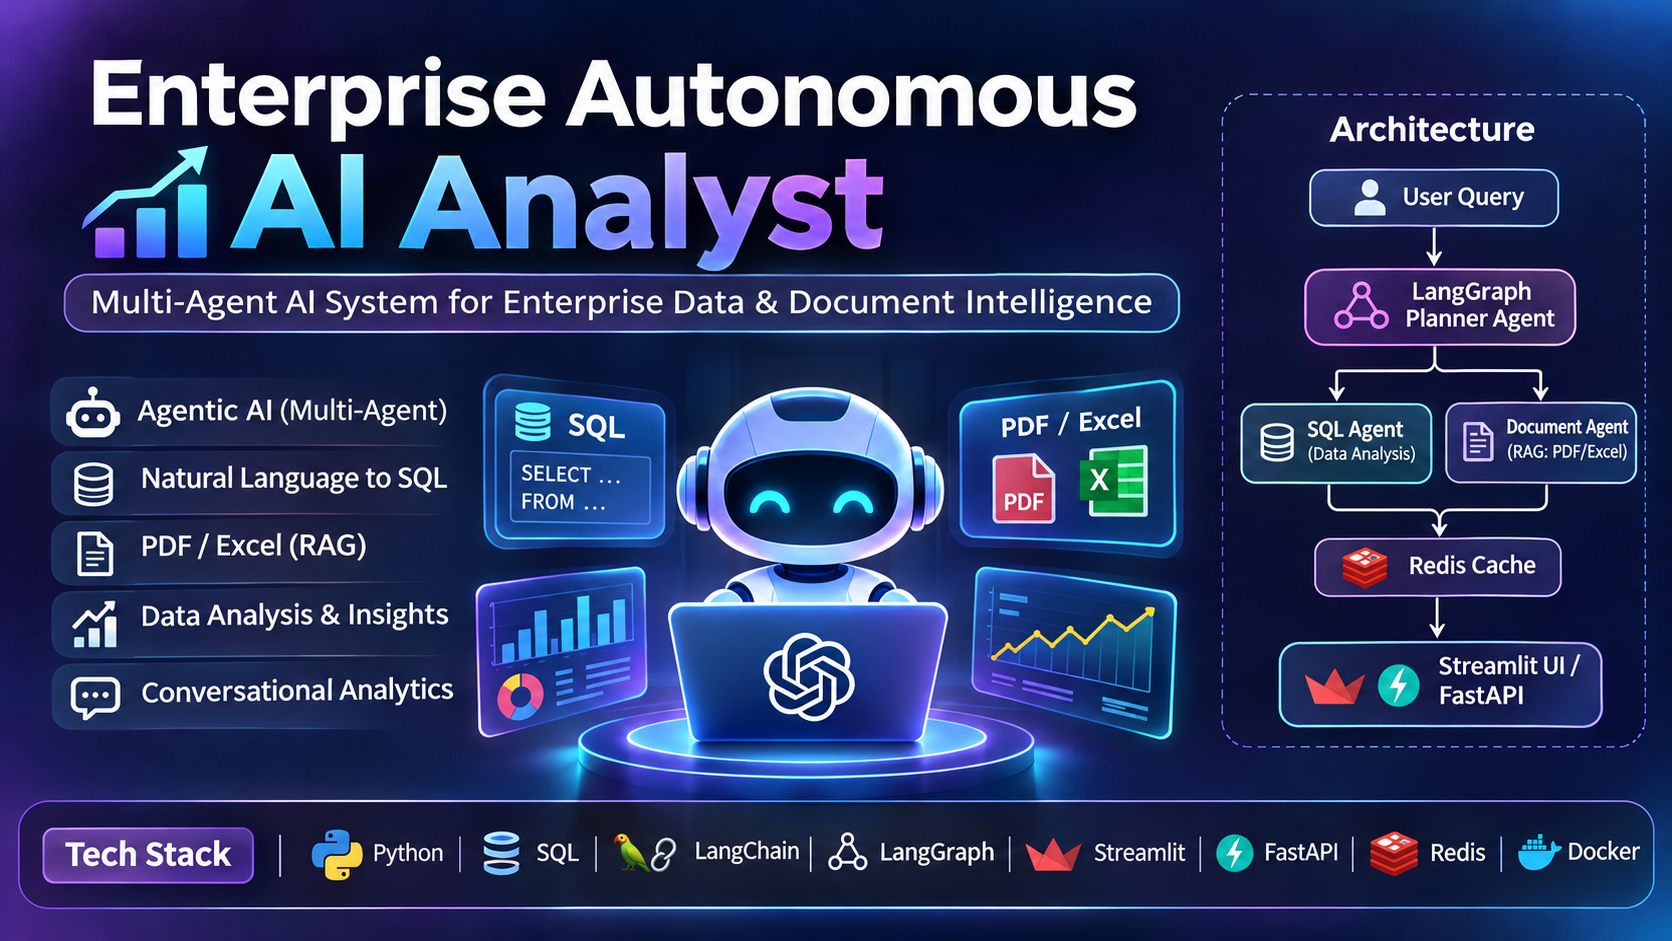 Enterprise Autonomous
AI Analyst
Multi-Agent AI System for Enterprise Data & Document Intelligence
Agentic AI (Multi-Agent)
Natural Language to SQL
PDF / Excel (RAG)
Data Analysis & Insights
Conversational Analytics
SQL
SELECT ...
FROM ...
PDF / Excel
PDF
X
Architecture
User Query
LangGraph
Planner Agent
SQL Agent
(Data Analysis)
Document Agent
(RAG: PDF/Excel)
Redis Cache
Streamlit UI /
FastAPI
Tech Stack
Python
SQL
LangChain
LangGraph
Streamlit
FastAPI
Redis
Docker